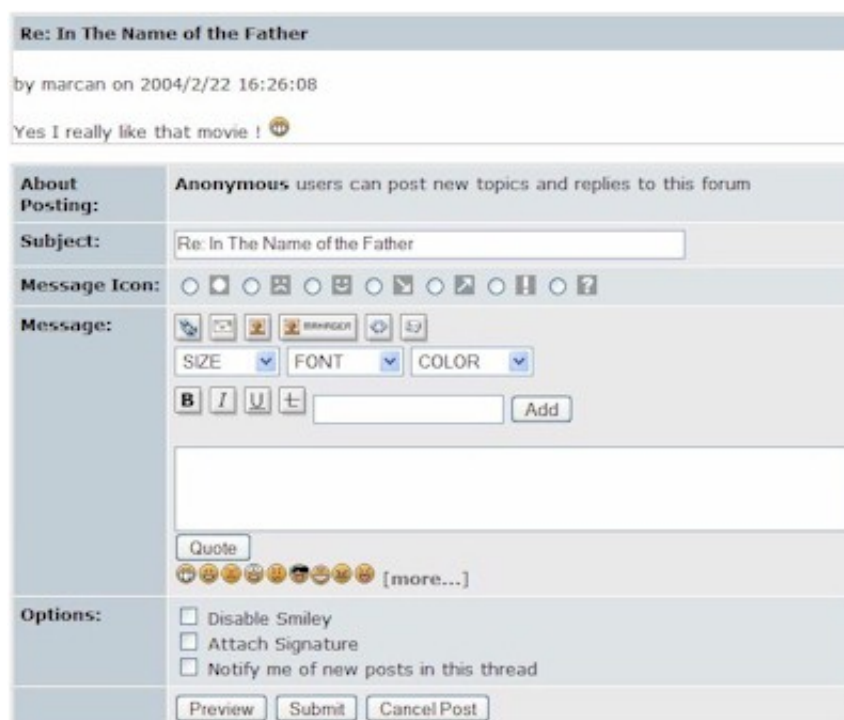 Re: In The Name of the Father
by marcan on 2004/2/22 16:26:08
Yes I really like that movie !
About Posting:
Anonymous users can post new topics and replies to this forum
Subject:
Re: In The Name of the Father
Message Icon:
Message:
MANAGER
SIZE FONT COLOR
B I U t Add
Quote
[more...]
Options:
Disable Smiley
Attach Signature
Notify me of new posts in this thread
Preview Submit Cancel Post